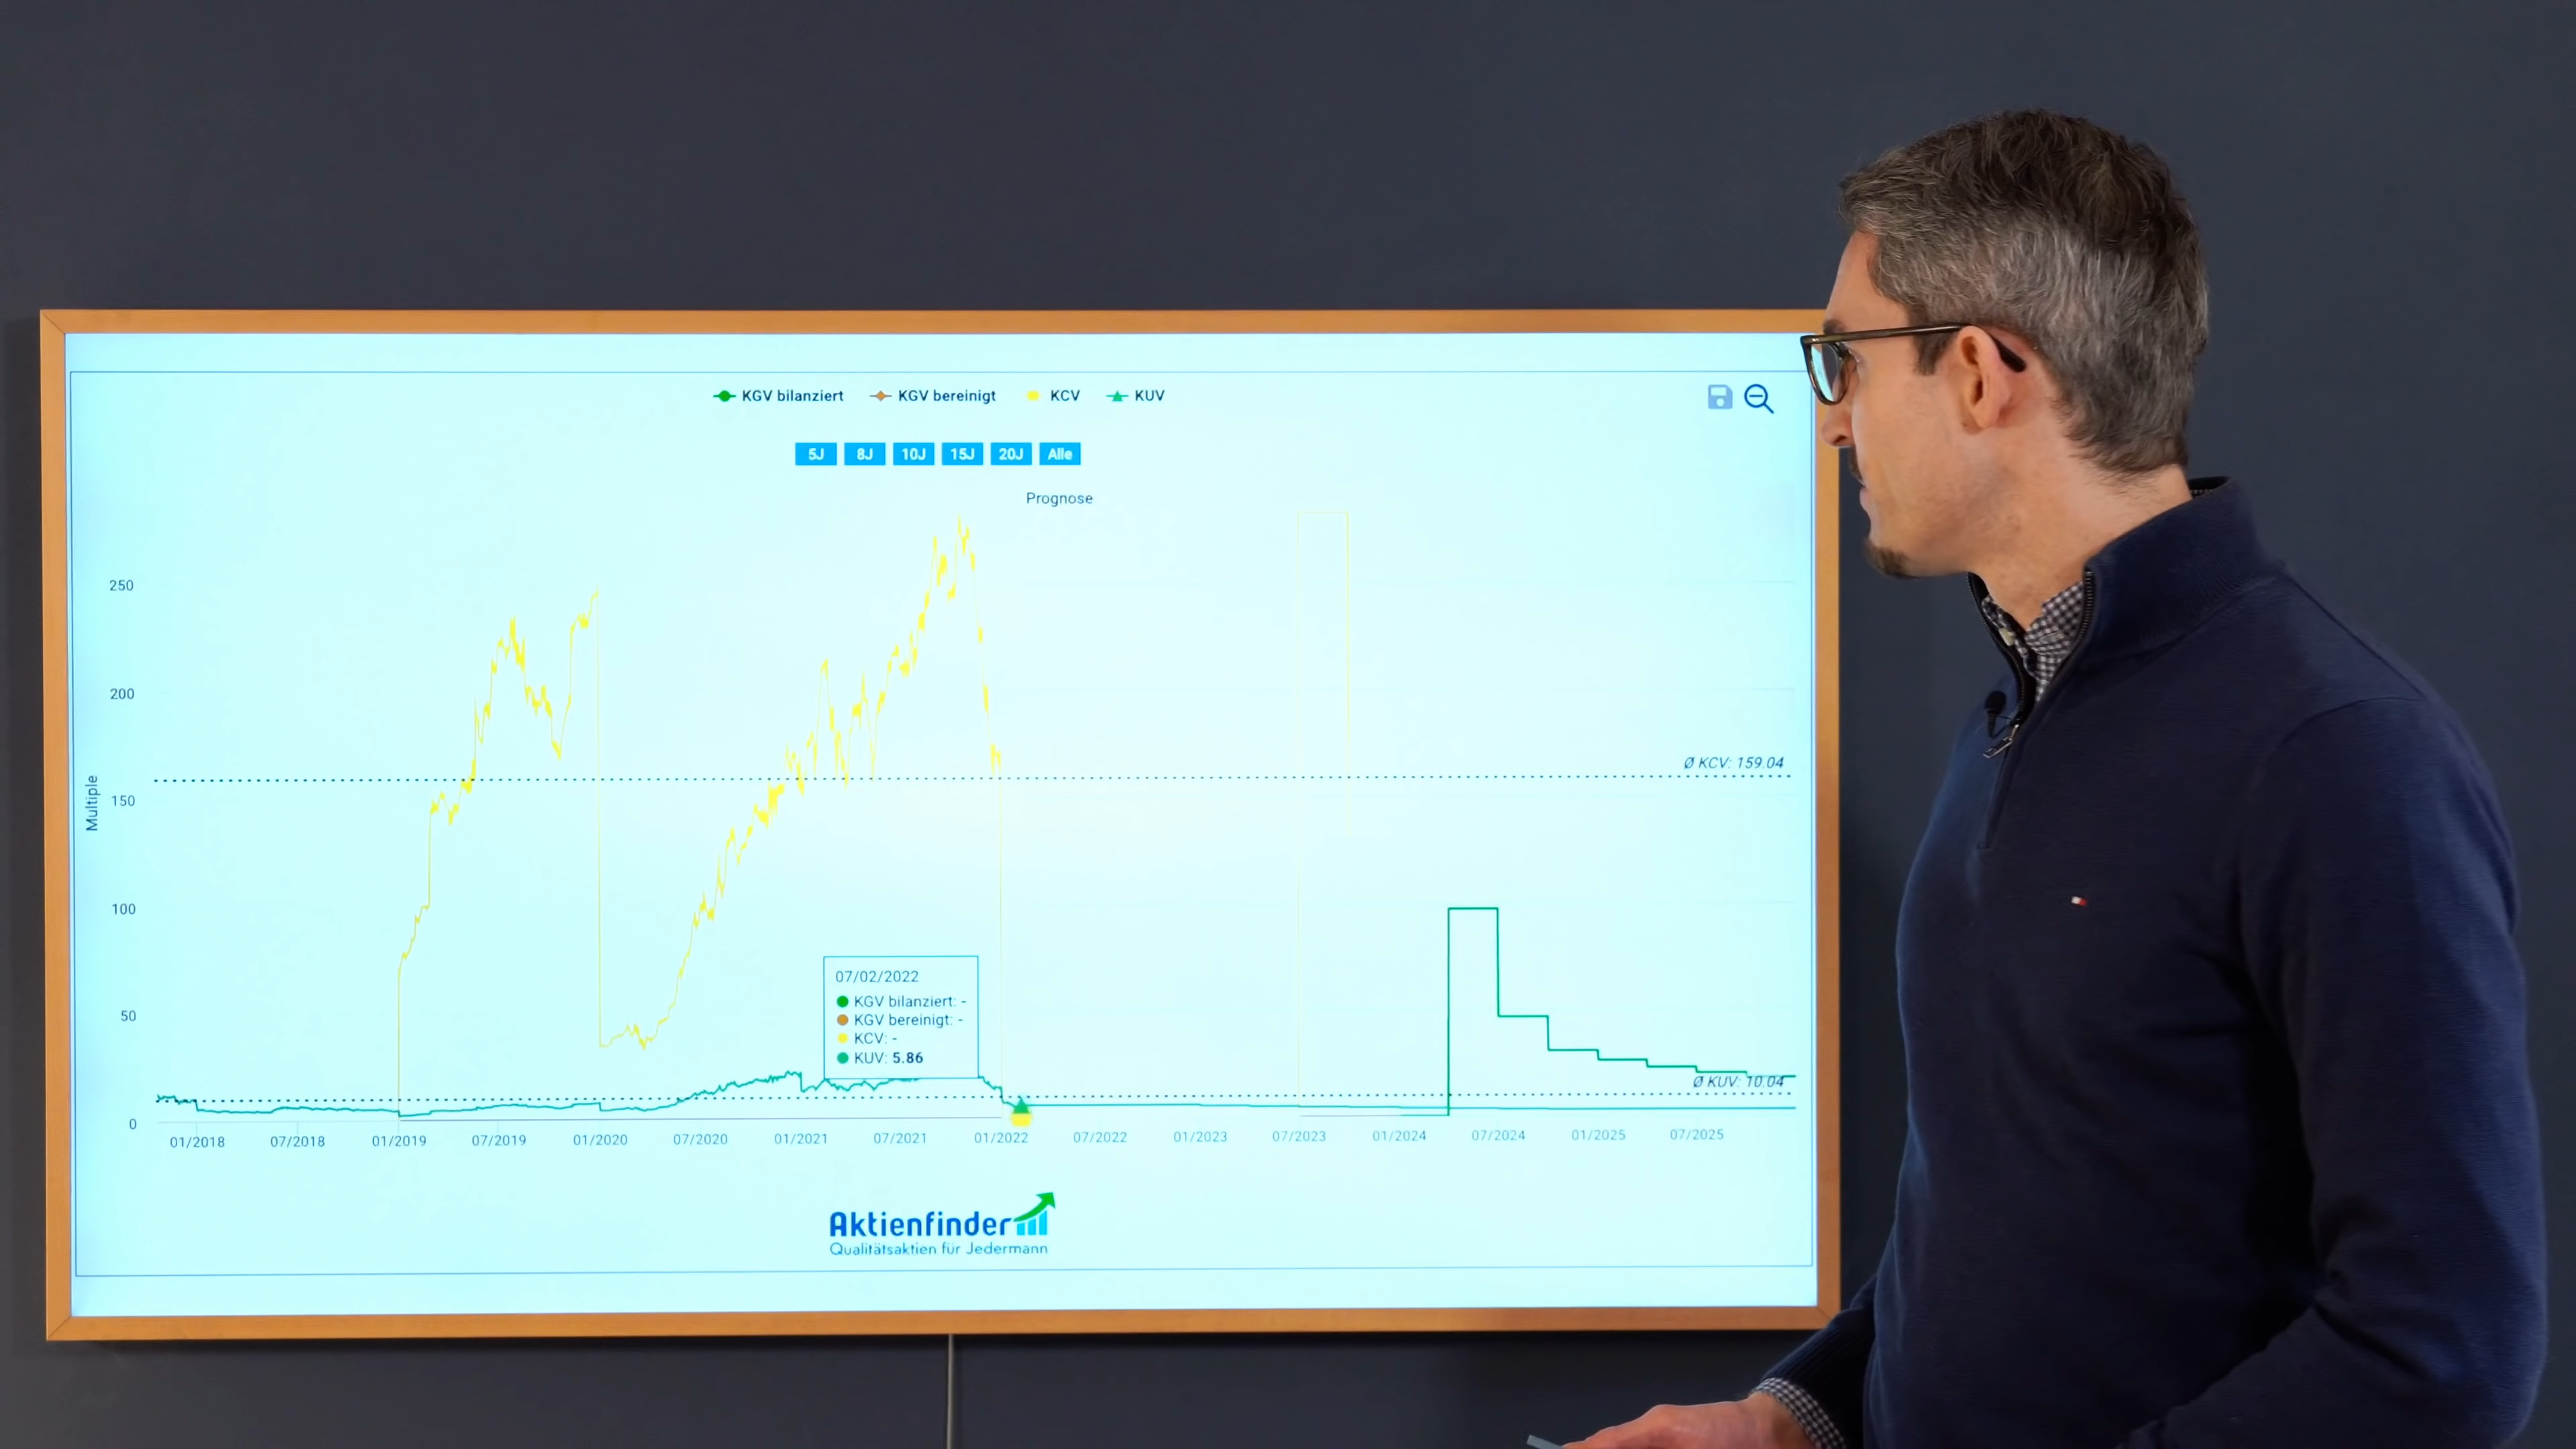 KGV bilanziert KGV bereinigt KCV KUV
5J 8J 10J 15J 20J Alle
Prognose
250
200
Ø KCV: 159.04
150
Multiple
100
07/02/2022
KGV bilanziert: -
KGV bereinigt: -
KCV: -
KUV: 5.86
50
Ø KUV: 10.04
0
01/2018 07/2018 01/2019 07/2019 01/2020 07/2020 01/2021 07/2021 01/2022 07/2022 01/2023 07/2023 01/2024 07/2024 01/2025 07/2025
Aktienfinder
Qualitätsaktien für Jedermann